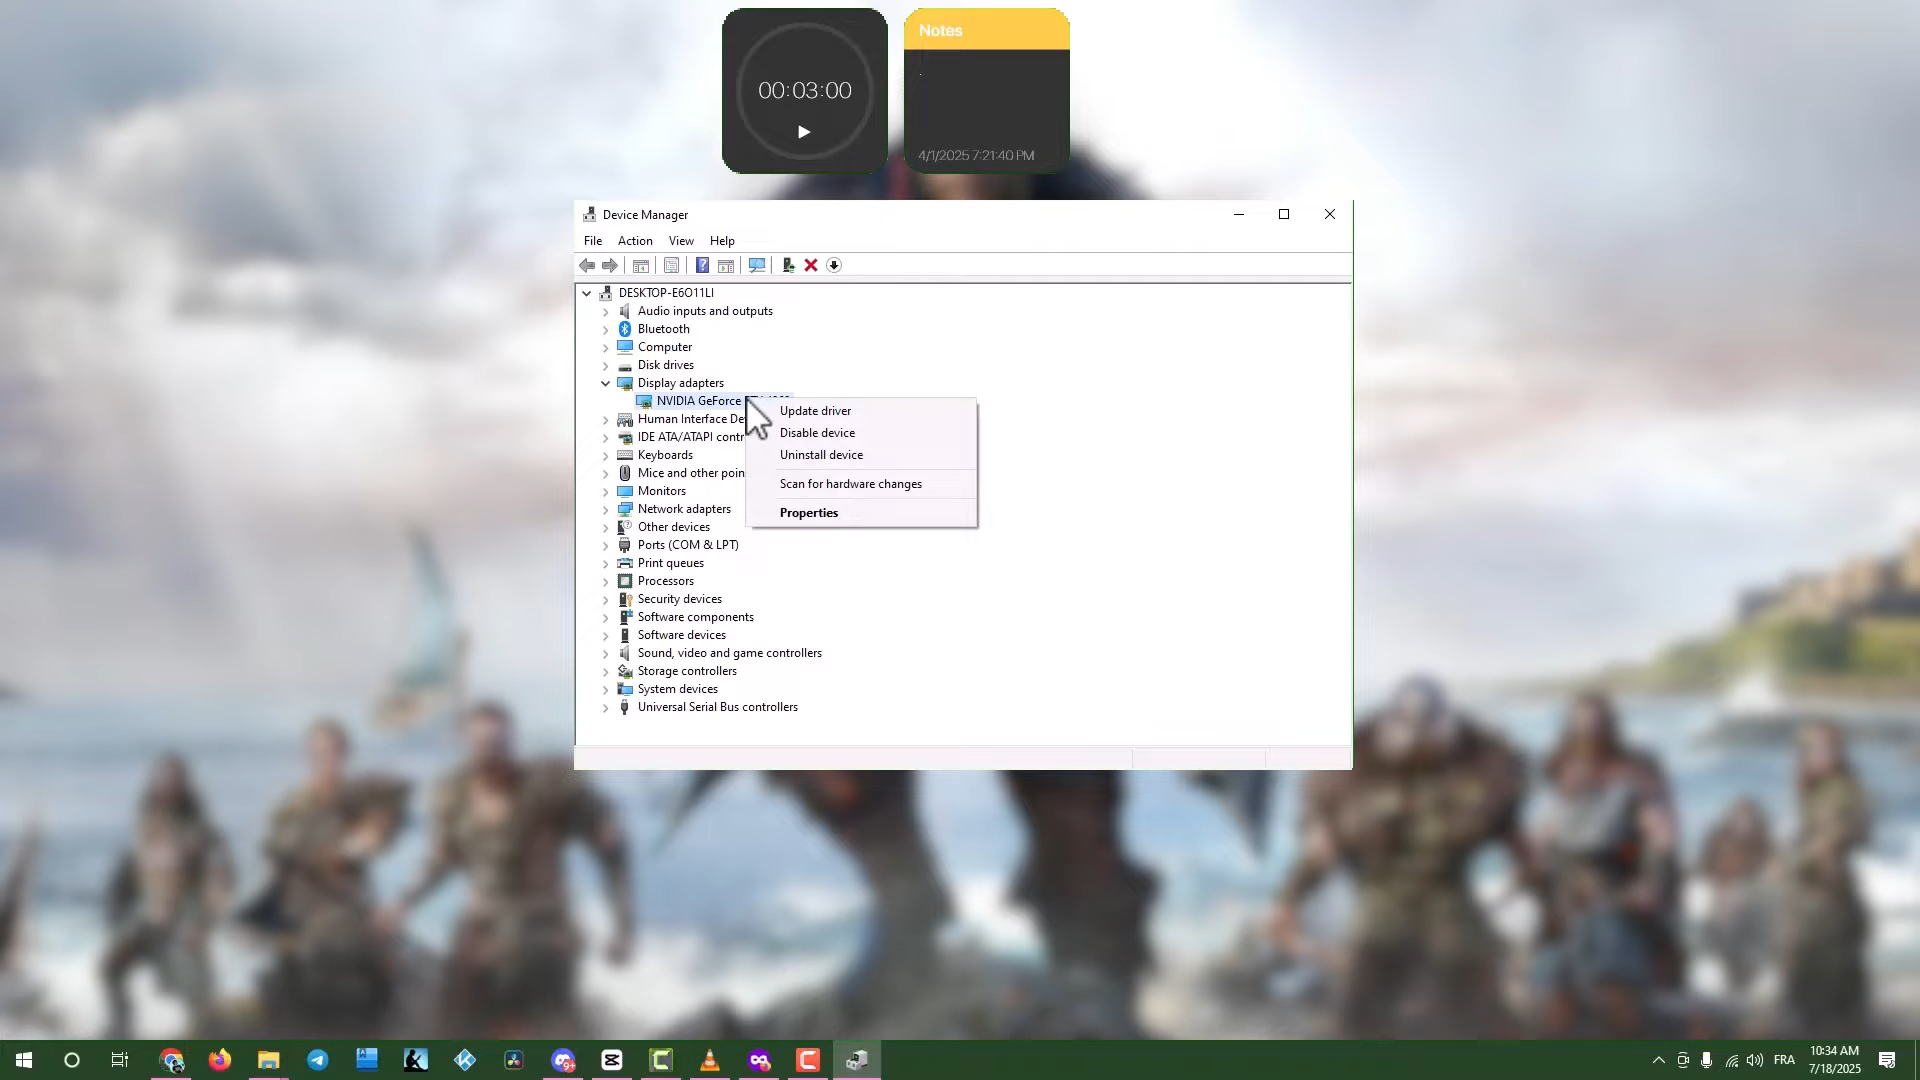 00:03:00
Notes
4/1/2025 7:21:40 PM
Device Manager
File Action View Help
DESKTOP-E6O11LI
Audio inputs and outputs
Bluetooth
Computer
Disk drives
Display adapters
NVIDIA GeForce
Human Interface De
IDE ATA/ATAPI contr
Keyboards
Mice and other poin
Monitors
Network adapters
Other devices
Ports (COM & LPT)
Print queues
Processors
Security devices
Software components
Software devices
Sound, video and game controllers
Storage controllers
System devices
Universal Serial Bus controllers
Update driver
Disable device
Uninstall device
Scan for hardware changes
Properties
FRA
10:34 AM
7/18/2025